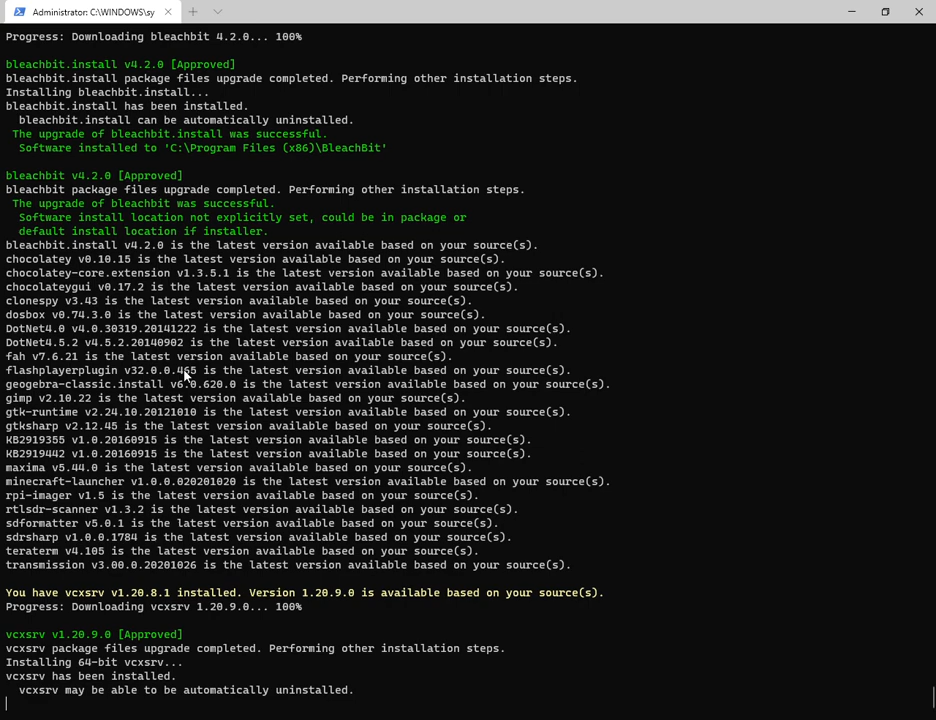 Administrator: C:\WINDOWS\sy
Progress: Downloading bleachbit 4.2.0... 100%
bleachbit.install v4.2.0 [Approved]
bleachbit.install package files upgrade completed. Performing other installation steps.
Installing bleachbit.install...
bleachbit.install has been installed.
bleachbit.install can be automatically uninstalled.
The upgrade of bleachbit.install was successful.
Software installed to 'C:\Program Files (x86)\BleachBit'
bleachbit v4.2.0 [Approved]
bleachbit package files upgrade completed. Performing other installation steps.
The upgrade of bleachbit was successful.
Software install location not explicitly set, could be in package or
default install location if installer.
bleachbit.install v4.2.0 is the latest version available based on your source(s).
chocolatey v0.10.15 is the latest version available based on your source(s).
chocolatey-core.extension v1.3.5.1 is the latest version available based on your source(s).
chocolateygui v0.17.2 is the latest version available based on your source(s).
clonespy v3.43 is the latest version available based on your source(s).
dosbox v0.74.3.0 is the latest version available based on your source(s).
DotNet4.0 v4.0.30319.20141222 is the latest version available based on your source(s).
DotNet4.5.2 v4.5.2.20140902 is the latest version available based on your source(s).
fah v7.6.21 is the latest version available based on your source(s).
flashplayerplugin v32.0.0.465 is the latest version available based on your source(s).
geogebra-classic.install v6.0.620.0 is the latest version available based on your source(s).
gimp v2.10.22 is the latest version available based on your source(s).
gtk-runtime v2.24.10.20121010 is the latest version available based on your source(s).
gtksharp v2.12.45 is the latest version available based on your source(s).
KB2919355 v1.0.20160915 is the latest version available based on your source(s).
KB2919442 v1.0.20160915 is the latest version available based on your source(s).
maxima v5.44.0 is the latest version available based on your source(s).
minecraft-launcher v1.0.0.020201020 is the latest version available based on your source(s).
rpi-imager v1.5 is the latest version available based on your source(s).
rtlsdr-scanner v1.3.2 is the latest version available based on your source(s).
sdformatter v5.0.1 is the latest version available based on your source(s).
sdrsharp v1.0.0.1784 is the latest version available based on your source(s).
teraterm v4.105 is the latest version available based on your source(s).
transmission v3.00.0.20201026 is the latest version available based on your source(s).
You have vcxsrv v1.20.8.1 installed. Version 1.20.9.0 is available based on your source(s).
Progress: Downloading vcxsrv 1.20.9.0... 100%
vcxsrv v1.20.9.0 [Approved]
vcxsrv package files upgrade completed. Performing other installation steps.
Installing 64-bit vcxsrv...
vcxsrv has been installed.
vcxsrv may be able to be automatically uninstalled.